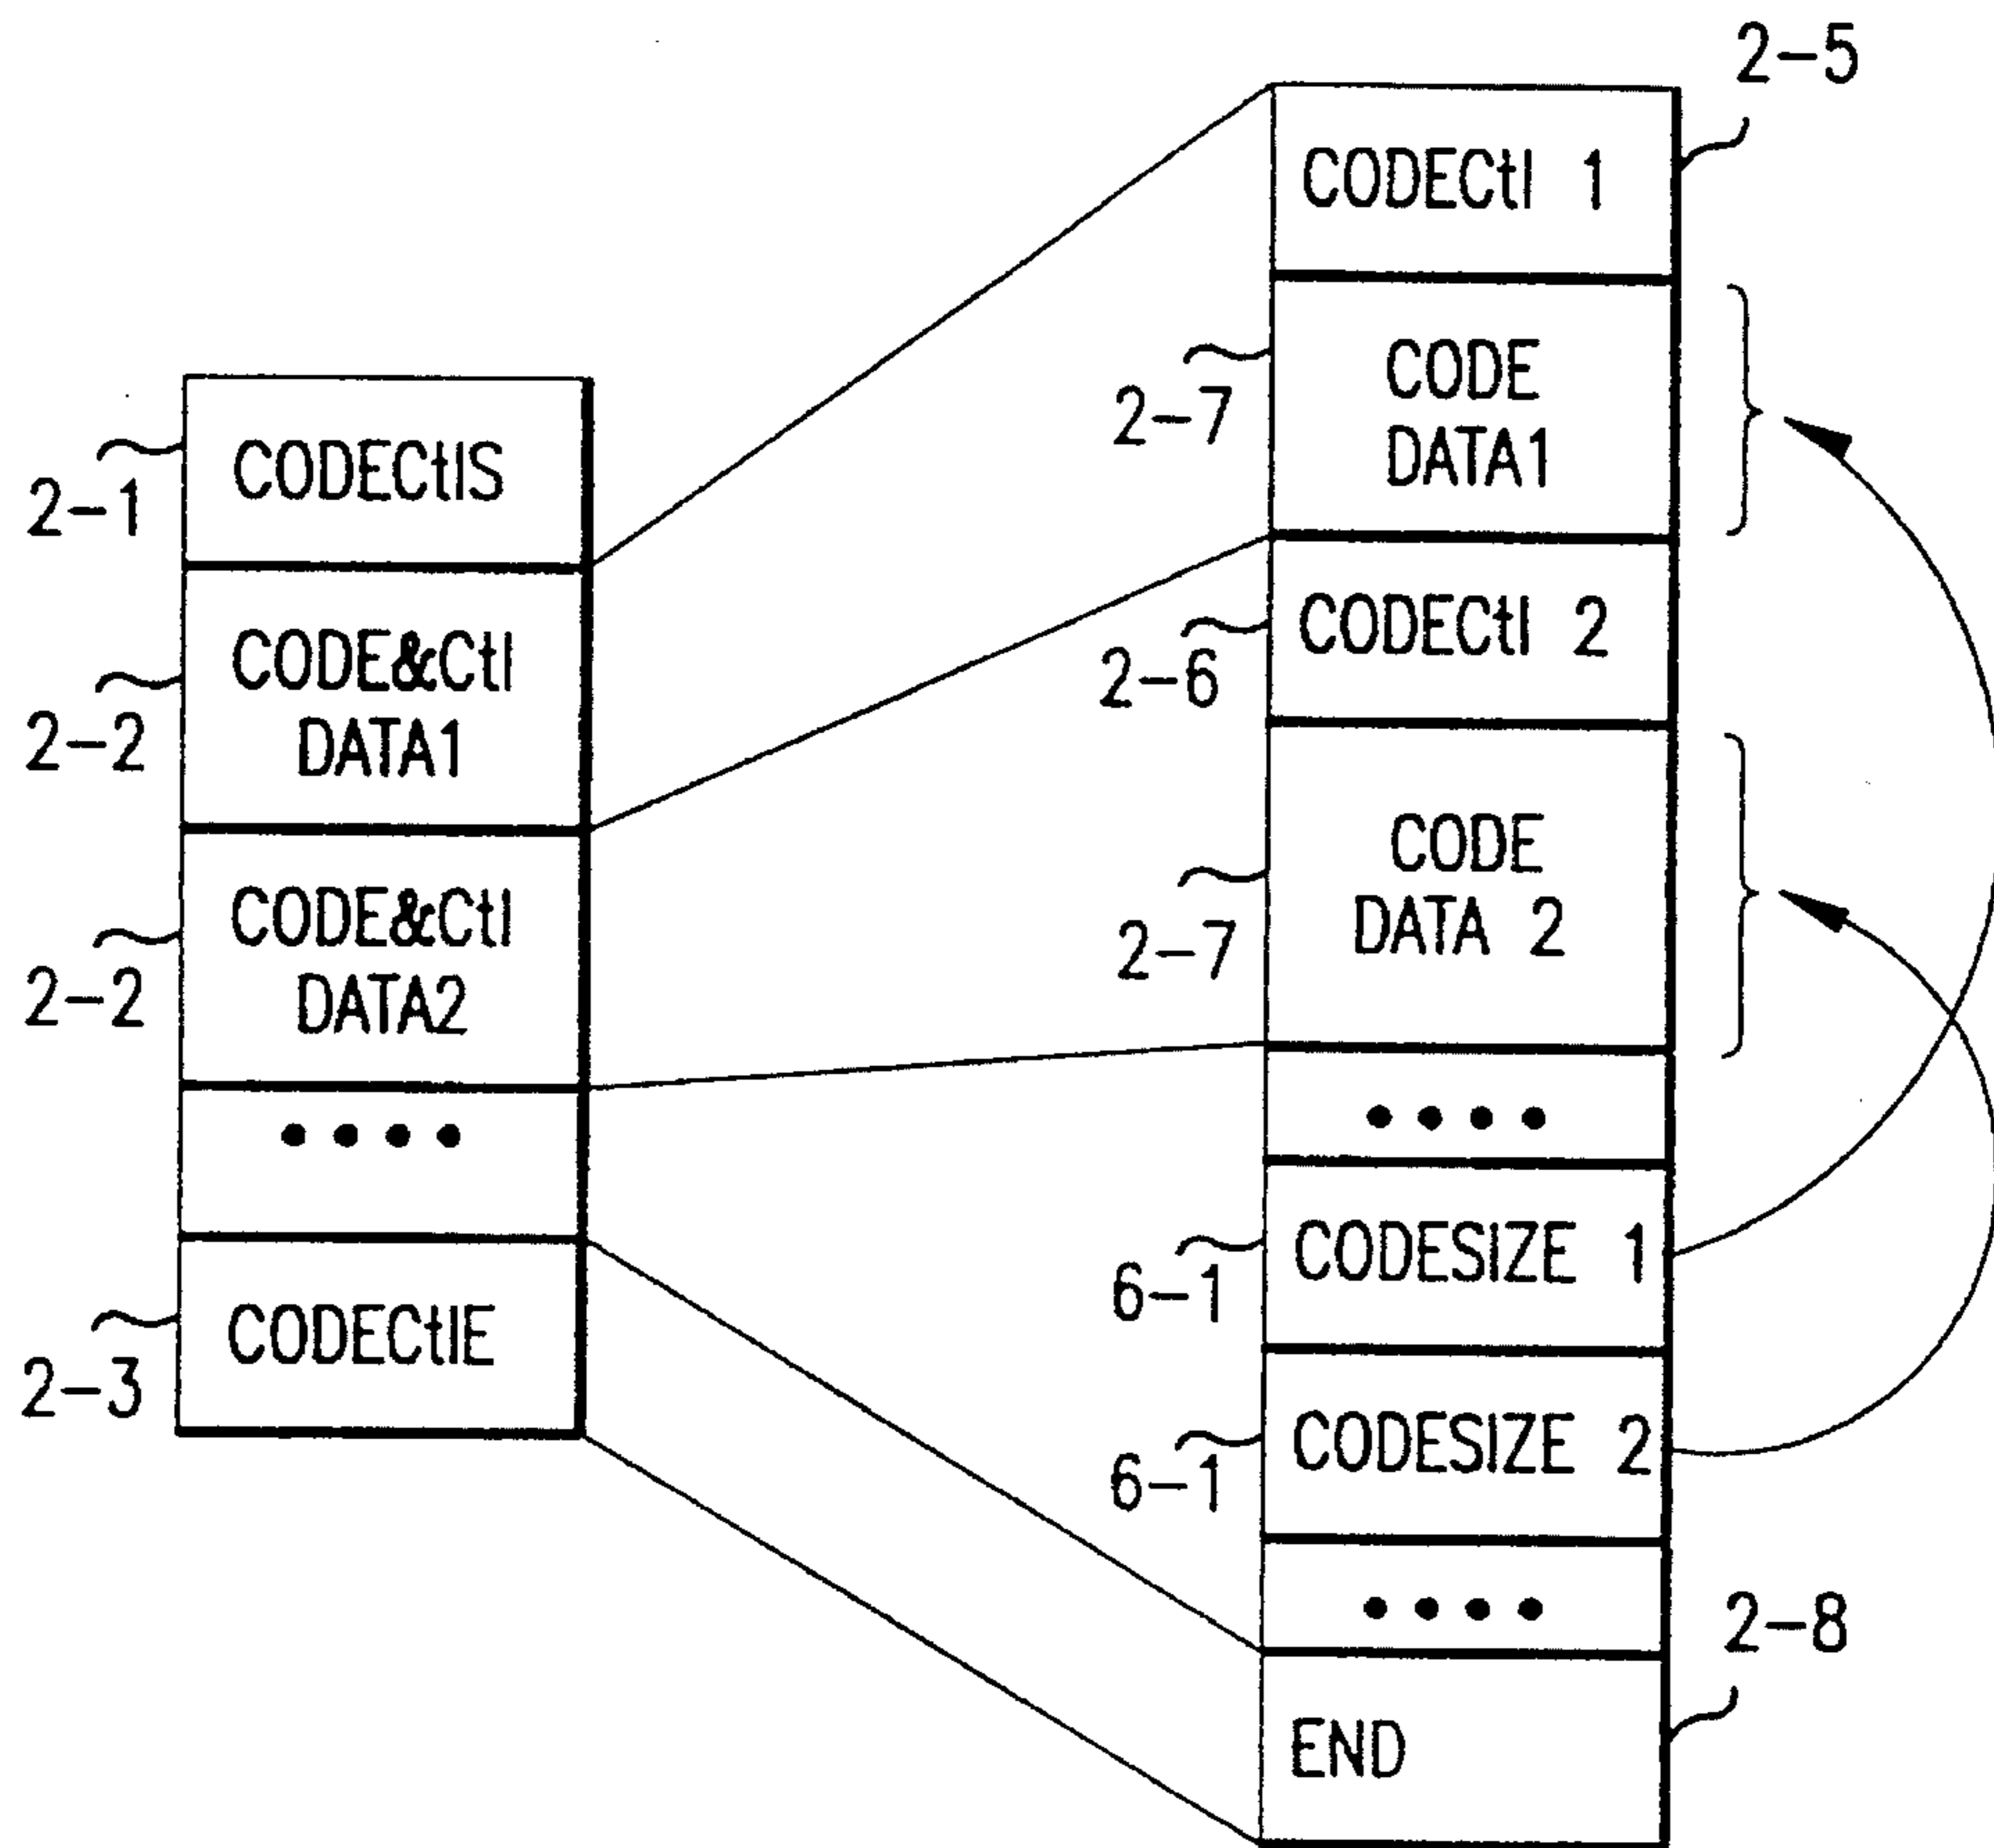 2-5
CODECtl 1
CODE
DATA1
2-7
CODECtlS
2-1
CODECtl 2
2-6
CODE&Ctl
DATA1
2-2
CODE
DATA 2
2-7
CODE&Ctl
DATA2
2-2
••••
••••
CODESIZE 1
6-1
CODECtlE
2-3
CODESIZE 2
6-1
••••
2-8
END